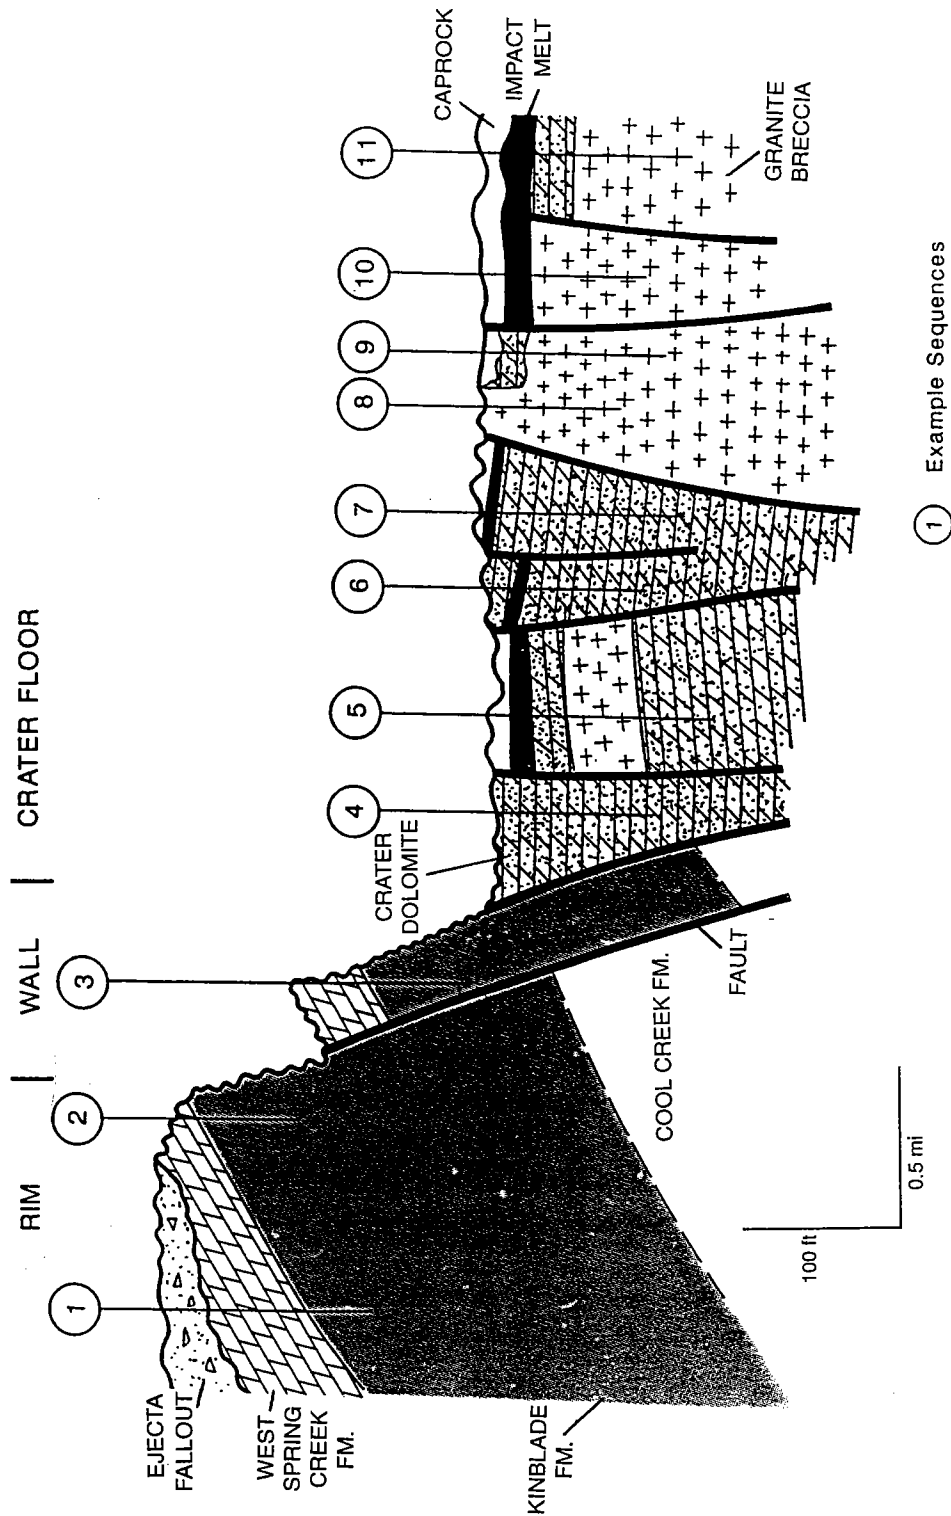 RIM
WALL
CRATER FLOOR
1
2
3
4
5
6
7
8
9
10
11
EJECTA
FALLOUT
WEST
SPRING
CREEK
FM.
KINBLADE
FM.
COOL CREEK FM.
FAULT
CRATER
DOLOMITE
CAPROCK
IMPACT
MELT
GRANITE
BRECCIA
100 ft
0.5 mi
1 Example Sequences